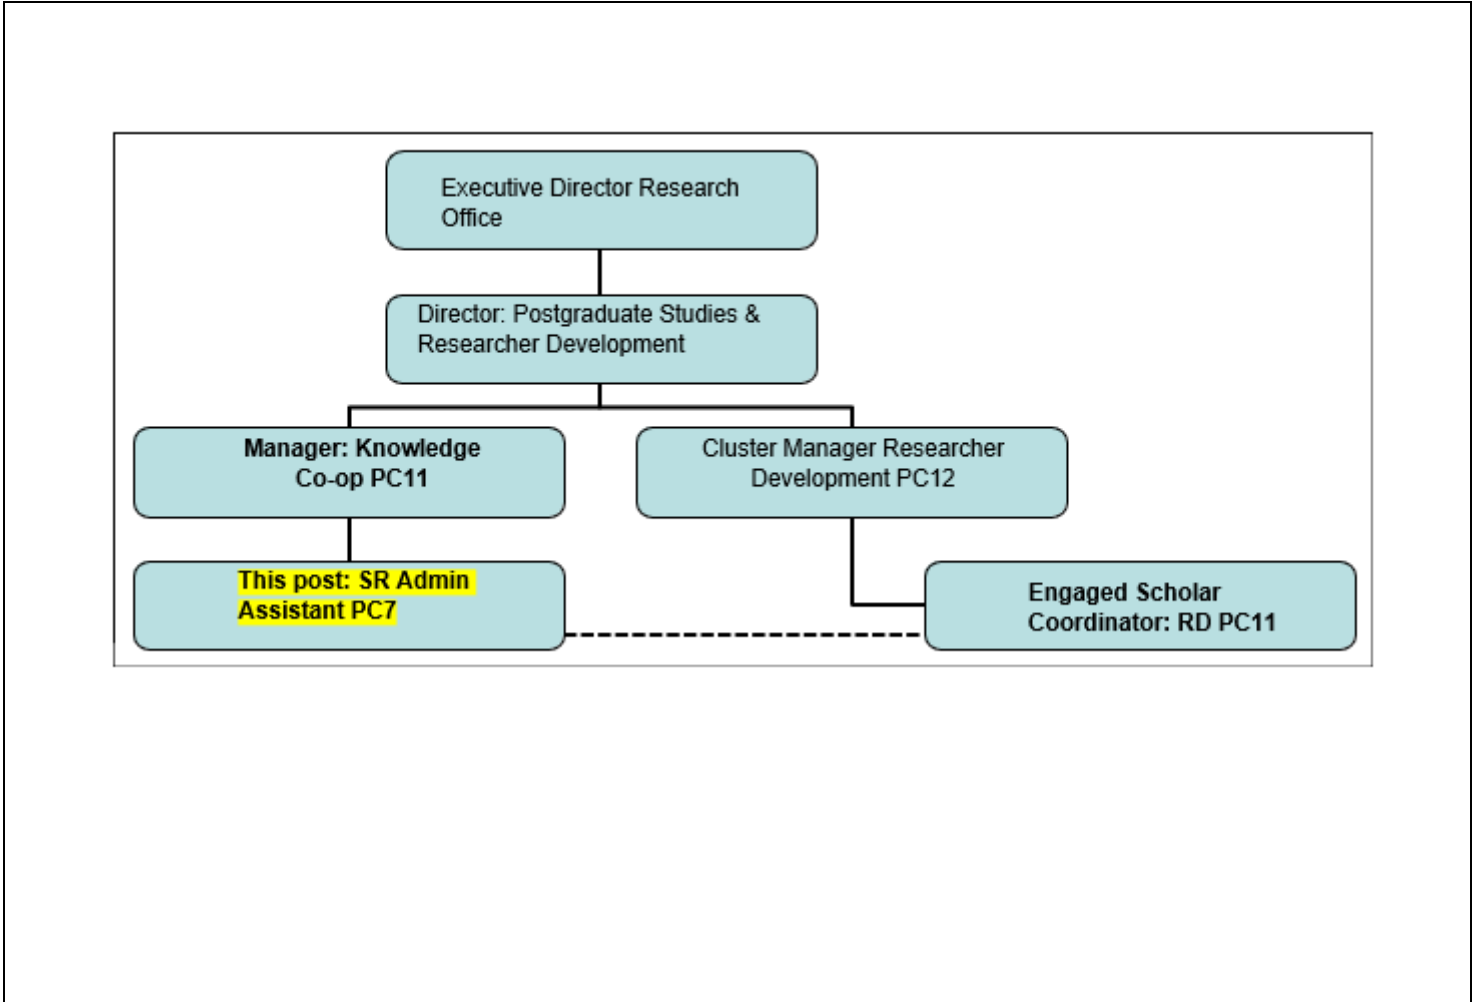 Executive Director Research
Office
Director: Postgraduate Studies &
Researcher Development
Manager: Knowledge
Co-op PC11
Cluster Manager Researcher
Development PC12
This post: SR Admin
Assistant PC7
Engaged Scholar
Coordinator: RD PC11